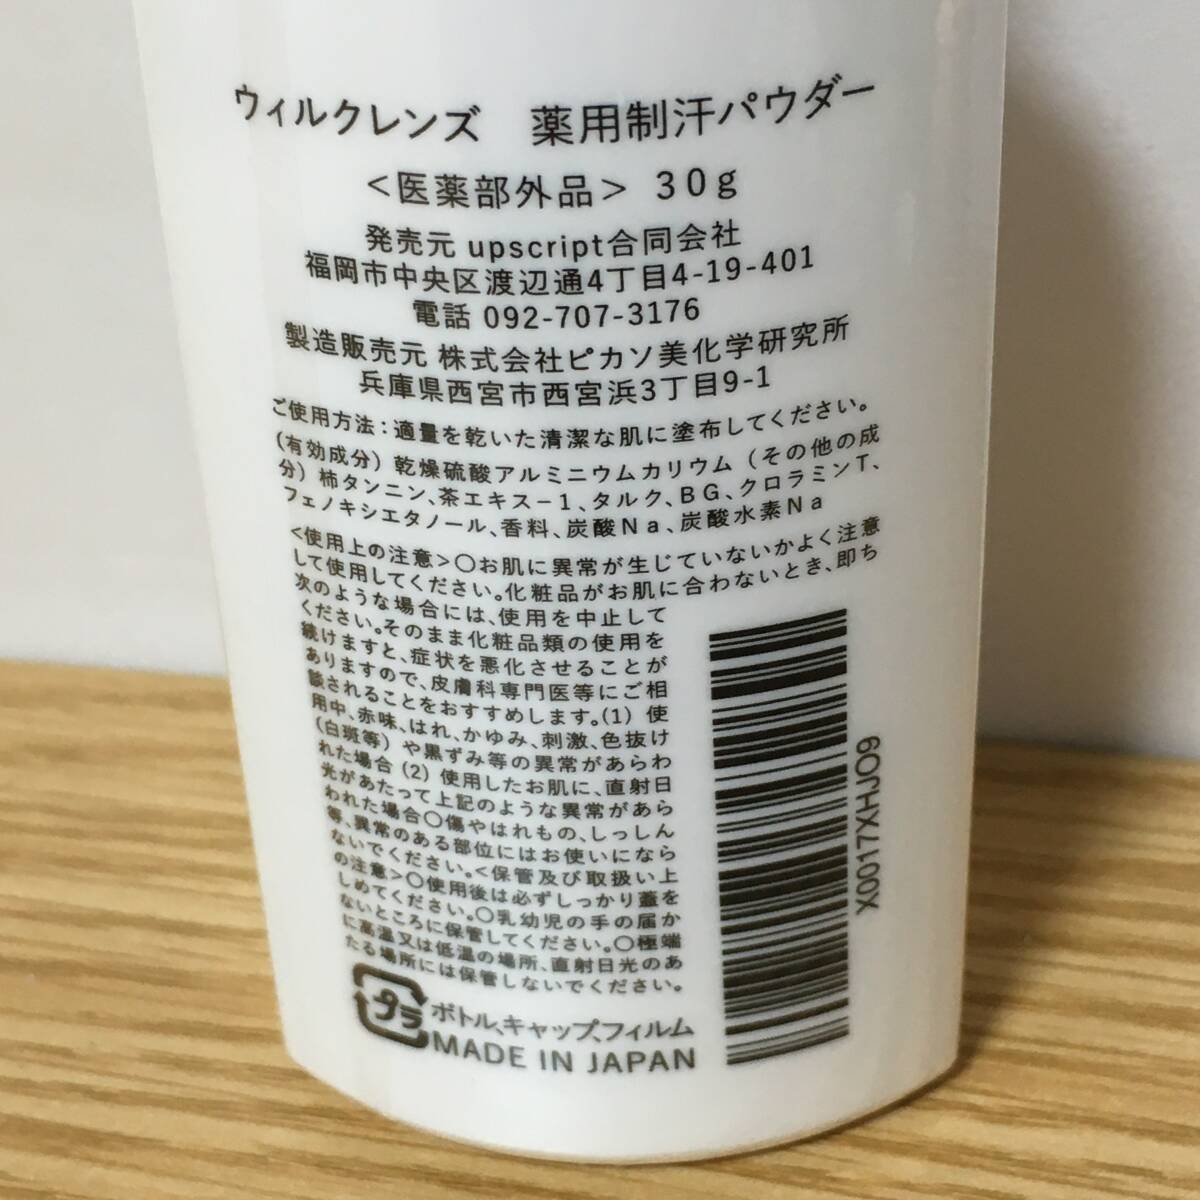 ウィルクレンズ　薬用制汗パウダー
<医薬部外品> 30g
発売元 upscript合同会社
福岡市中央区渡辺通4丁目4-19-401
電話 092-707-3176
製造販売元 株式会社ピカソ美化学研究所
兵庫県西宮市西宮浜3丁目9-1
ご使用方法：適量を乾いた清潔な肌に塗布してください。
(有効成分) 乾燥硫酸アルミニウムカリウム (その他の成
分) 柿タンニン、茶エキス-1、タルク、BG、クロラミンT、
フェノキシエタノール、香料、炭酸Na、炭酸水素Na
<使用上の注意>○お肌に異常が生じていないかよく注意
して使用してください。化粧品がお肌に合わないとき、即ち
次のような場合には、使用を中止して
ください。そのまま化粧品類の使用を
続けますと、症状を悪化させることが
ありますので、皮膚科専門医等にご相
談されることをおすすめします。(1) 使
用中、赤味、はれ、かゆみ、刺激、色抜け
(白斑等) や黒ずみ等の異常があらわ
れた場合 (2) 使用したお肌に、直射日
光があたって上記のような異常があら
われた場合○傷やはれもの、しっしん
等、異常のある部位にはお使いになら
ないでください。<保管及び取扱い上
の注意>○使用後は必ずしっかり蓋を
しめてください。○乳幼児の手の届か
ないところに保管してください。○極端
に高温又は低温の場所、直射日光のあ
たる場所には保管しないでください。
プラ
ボトル、キャップ、フィルム
MADE IN JAPAN
X0017XHJO9